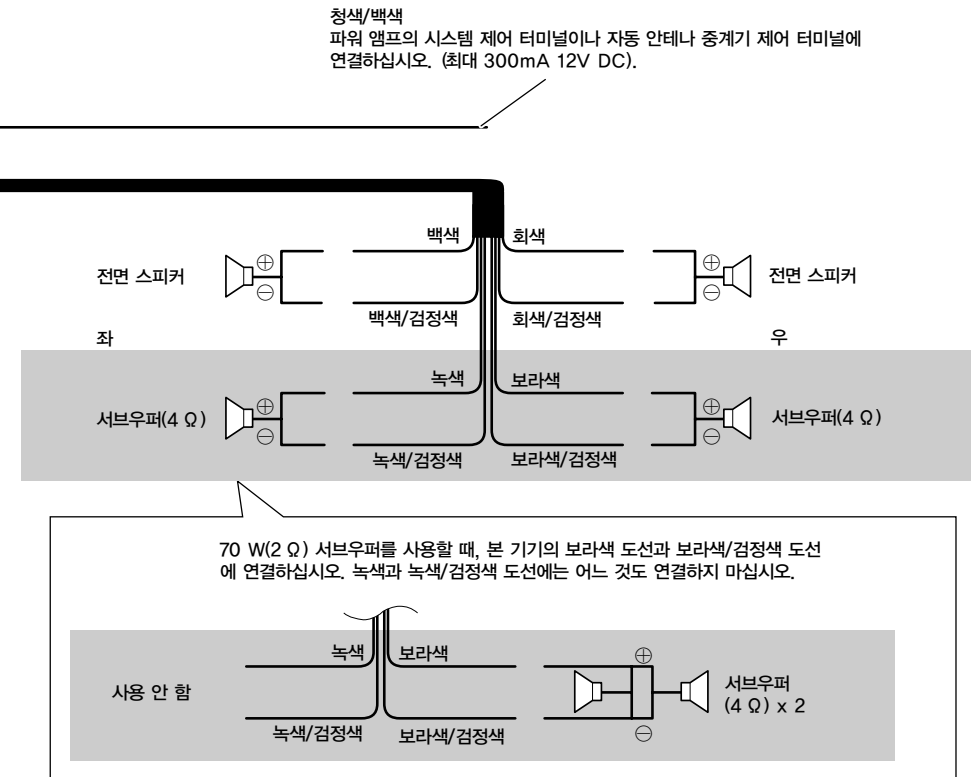 청색/백색
파워 앰프의 시스템 제어 터미널이나 자동 안테나 중계기 제어 터미널에
연결하십시오. (최대 300mA 12V DC).
백색
회색
전면 스피커
⊕
⊖
⊕
⊖
전면 스피커
백색/검정색
회색/검정색
좌
우
녹색
보라색
서브우퍼(4 Ω)
⊕
⊖
⊕
⊖
서브우퍼(4 Ω)
녹색/검정색
보라색/검정색
70 W(2 Ω) 서브우퍼를 사용할 때, 본 기기의 보라색 도선과 보라색/검정색 도선
에 연결하십시오. 녹색과 녹색/검정색 도선에는 어느 것도 연결하지 마십시오.
녹색
보라색
⊕
사용 안 함
서브우퍼
(4 Ω) x 2
녹색/검정색
보라색/검정색
⊖